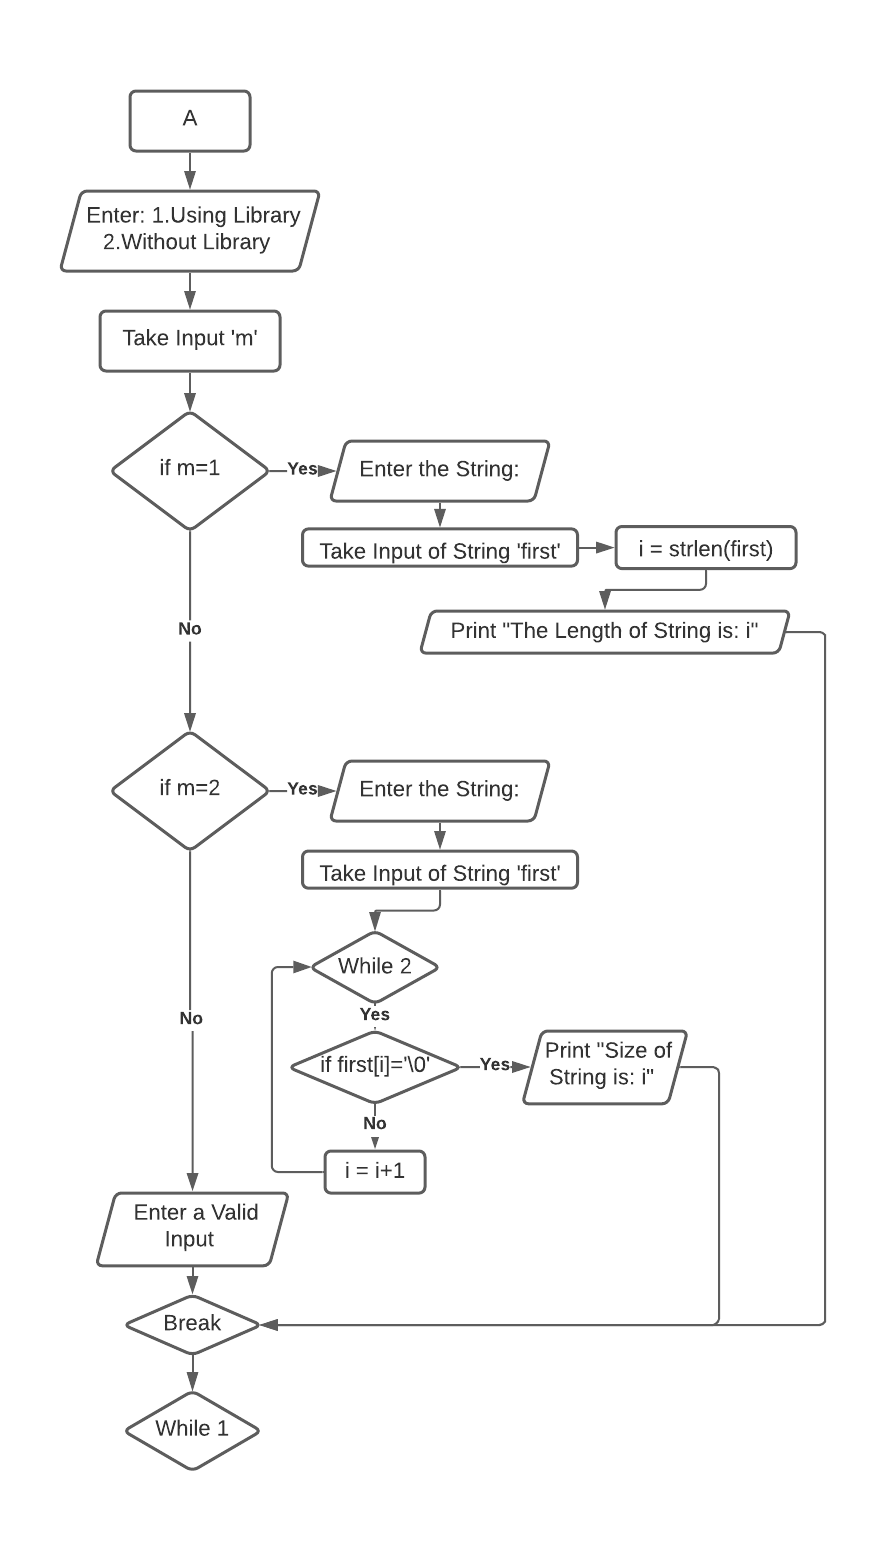 A
Enter: 1.Using Library
2.Without Library
Take Input 'm'
if m=1
Yes
Enter the String:
Take Input of String 'first'
i = strlen(first)
Print "The Length of String is: i"
No
if m=2
Yes
Enter the String:
Take Input of String 'first'
While 2
Yes
if first[i]='\0'
Yes
Print "Size of
String is: i"
No
i = i+1
No
Enter a Valid
Input
Break
While 1